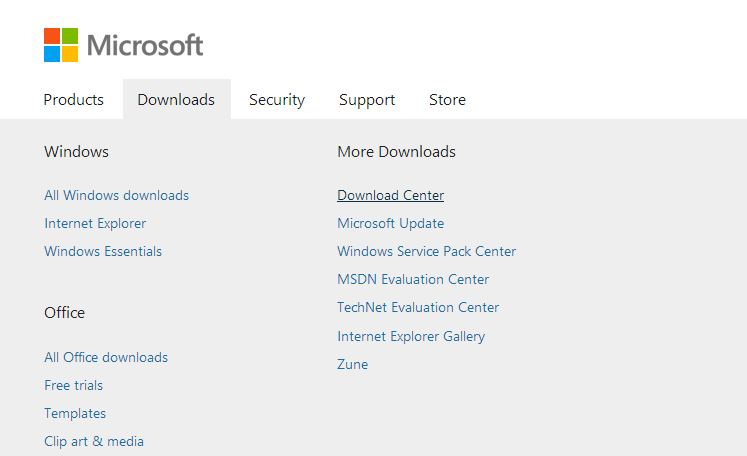 Microsoft
Products Downloads Security Support Store
Windows
All Windows downloads
Internet Explorer
Windows Essentials
Office
All Office downloads
Free trials
Templates
Clip art & media
More Downloads
Download Center
Microsoft Update
Windows Service Pack Center
MSDN Evaluation Center
TechNet Evaluation Center
Internet Explorer Gallery
Zune